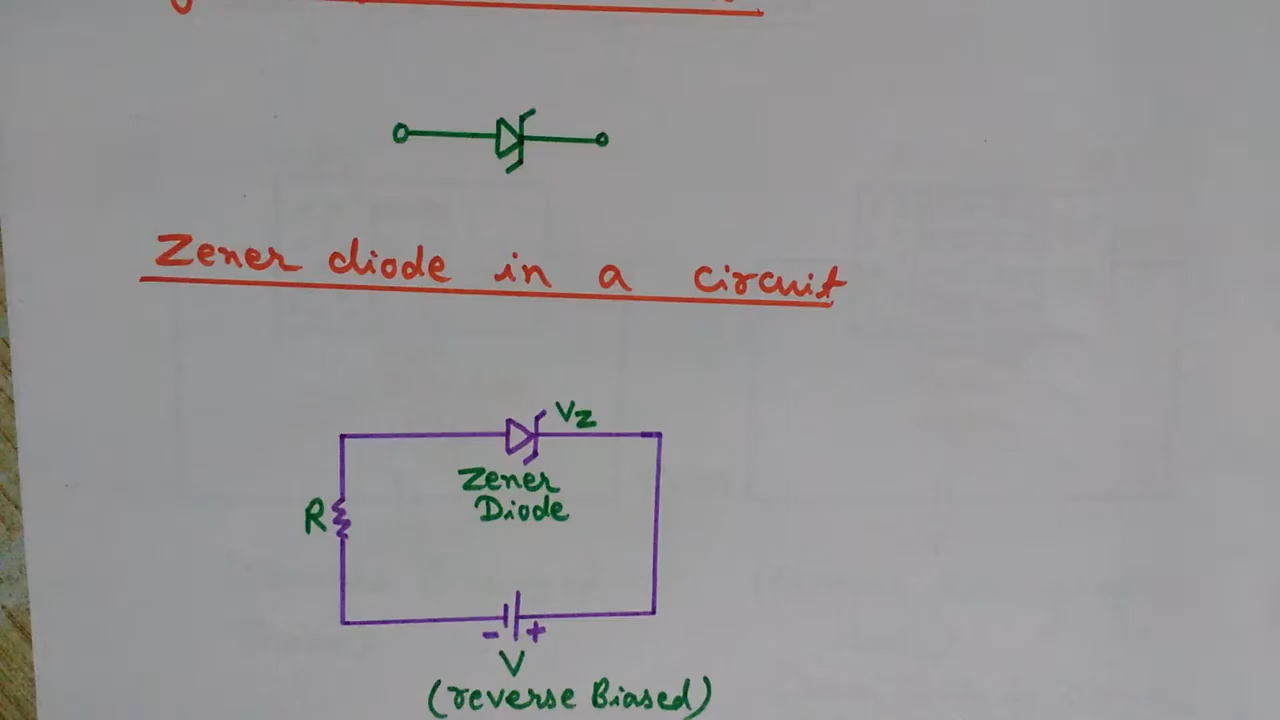 Zener diode in a circuit
Vz
Zener
Diode
R
- +
V
(reverse Biased)